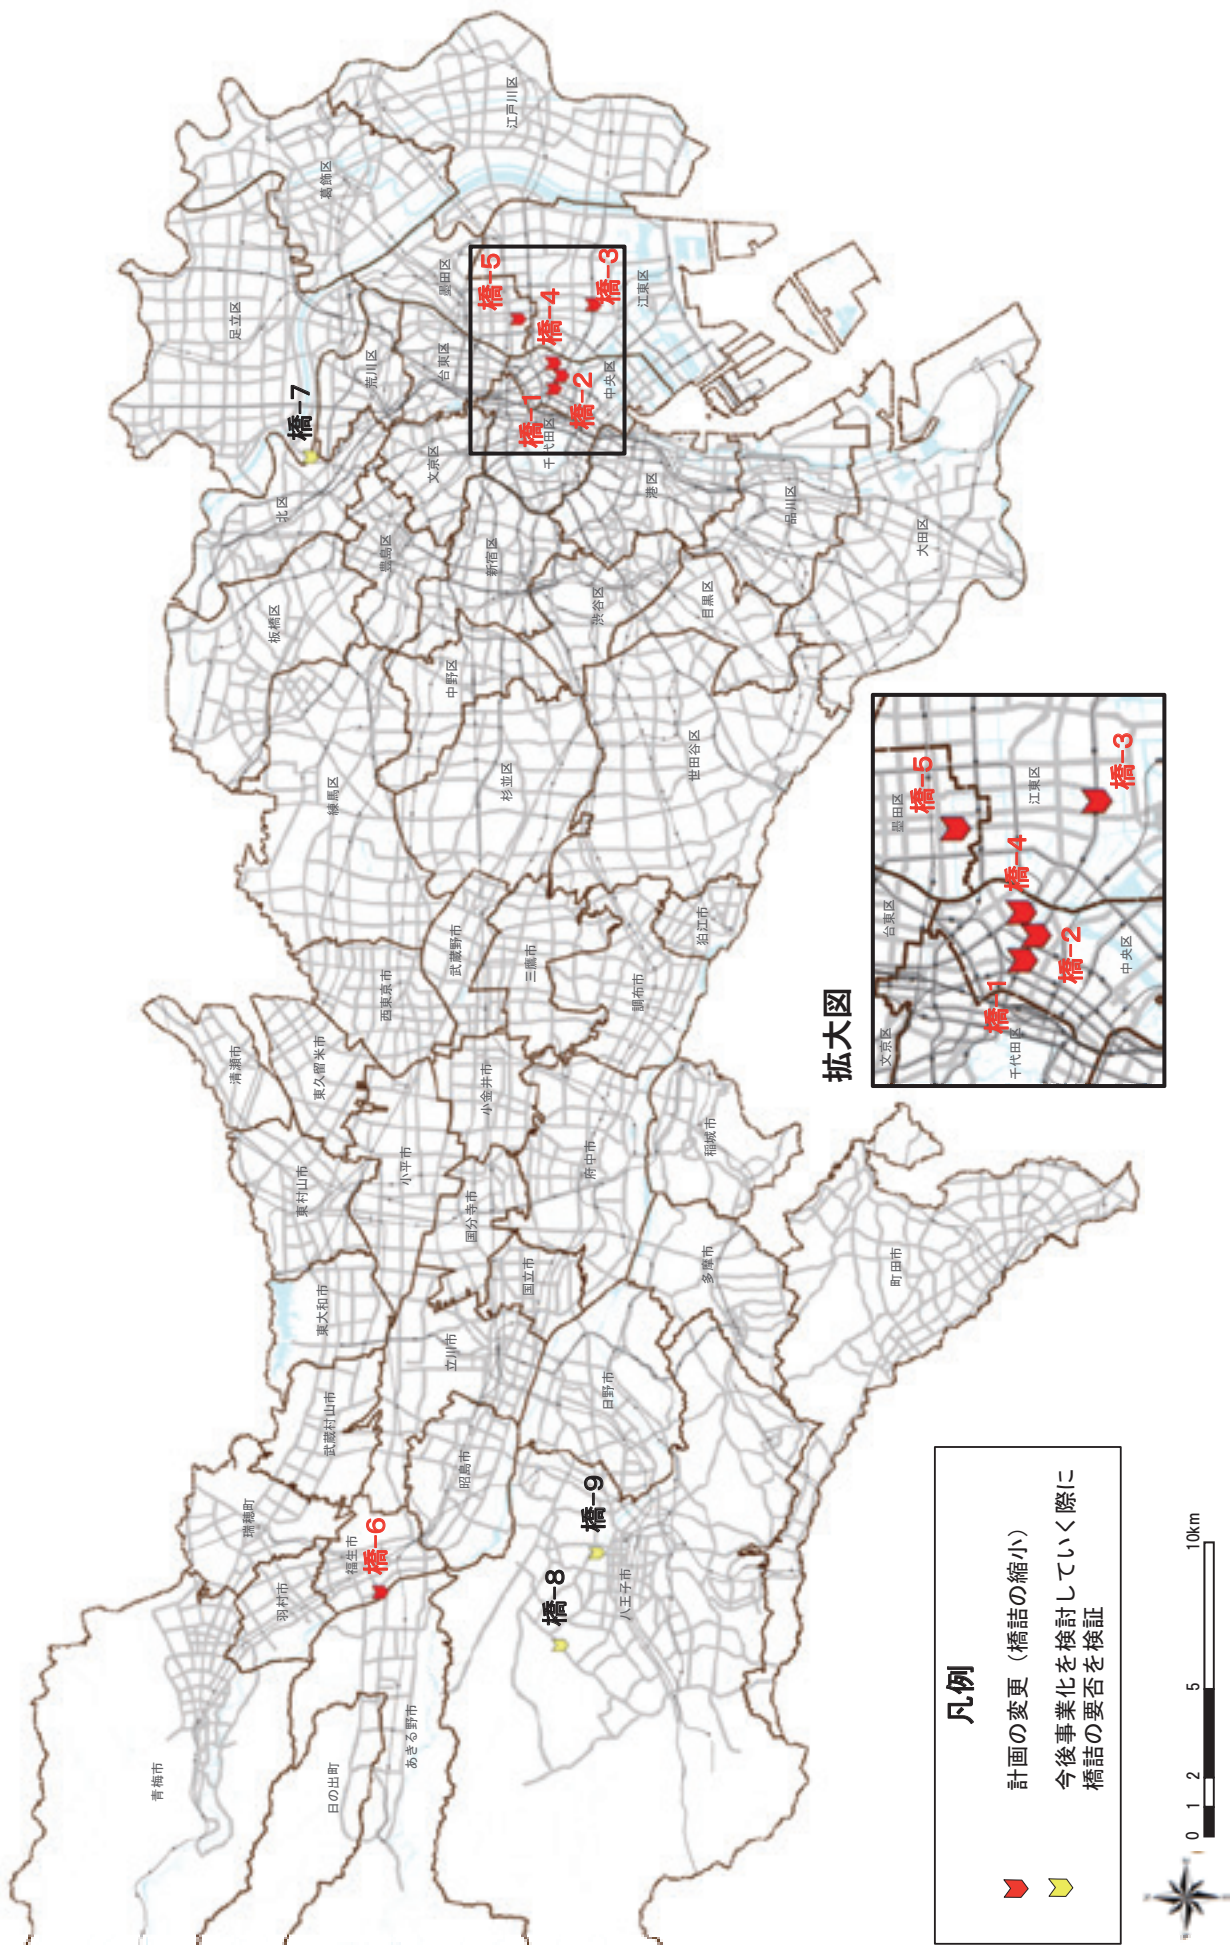 青梅市
日の出町
あきる野市
羽村市
瑞穂町
福生市
橋-6
武蔵村山市
東大和市
東村山市
清瀬市
東久留米市
西東京市
小平市
立川市
昭島市
国分寺市
国立市
小金井市
武蔵野市
三鷹市
府中市
調布市
狛江市
日野市
八王子市
橋-8
橋-9
多摩市
稲城市
町田市
練馬区
板橋区
北区
橋-7
足立区
葛飾区
江戸川区
荒川区
台東区
墨田区
文京区
豊島区
新宿区
中野区
杉並区
世田谷区
渋谷区
目黒区
港区
品川区
大田区
千代田区
中央区
江東区
橋-1
橋-2
橋-3
橋-4
橋-5
拡大図
文京区
台東区
墨田区
千代田区
中央区
江東区
橋-1
橋-2
橋-3
橋-4
橋-5
凡例
計画の変更（橋詰の縮小）
今後事業化を検討していく際に
橋詰の要否を検証
0 1 2 5 10km